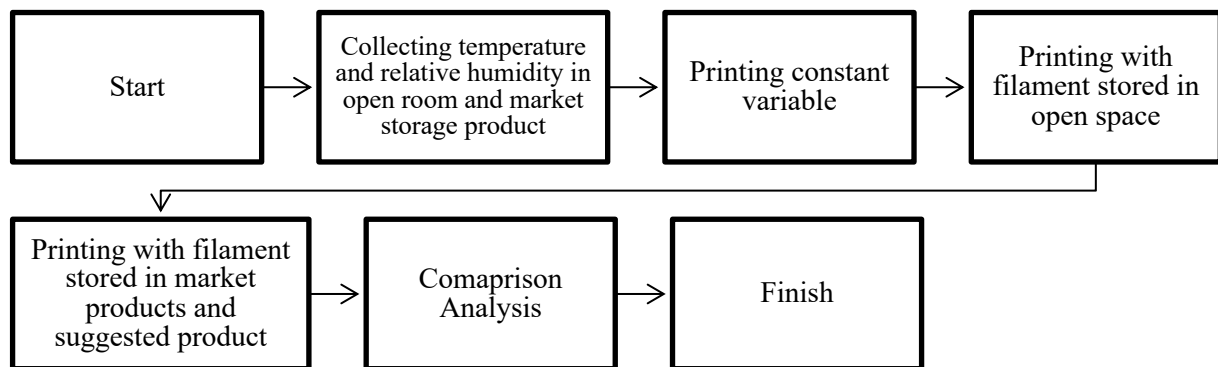 Start
Collecting temperature
and relative humidity in
open room and market
storage product
Printing constant
variable
Printing with
filament stored in
open space
Printing with filament
stored in market
products and
suggested product
Comaprison
Analysis
Finish